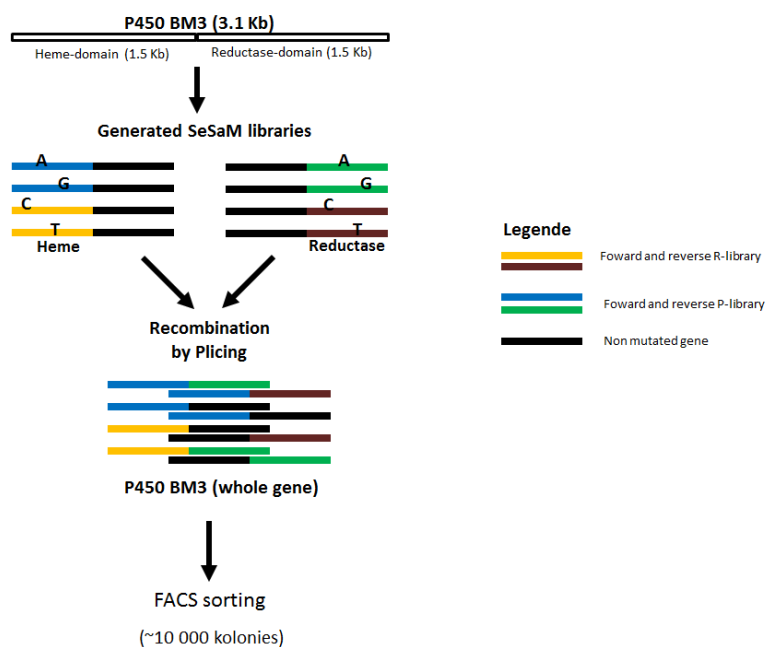 P450 BM3 (3.1 Kb)
Heme-domain (1.5 Kb)
Reductase-domain (1.5 Kb)
Generated SeSaM libraries
A
G
C
T
Heme
A
G
C
T
Reductase
Recombination
by Plicing
P450 BM3 (whole gene)
FACS sorting
(~10 000 kolonies)
Legende
Foward and reverse R-library
Foward and reverse P-library
Non mutated gene